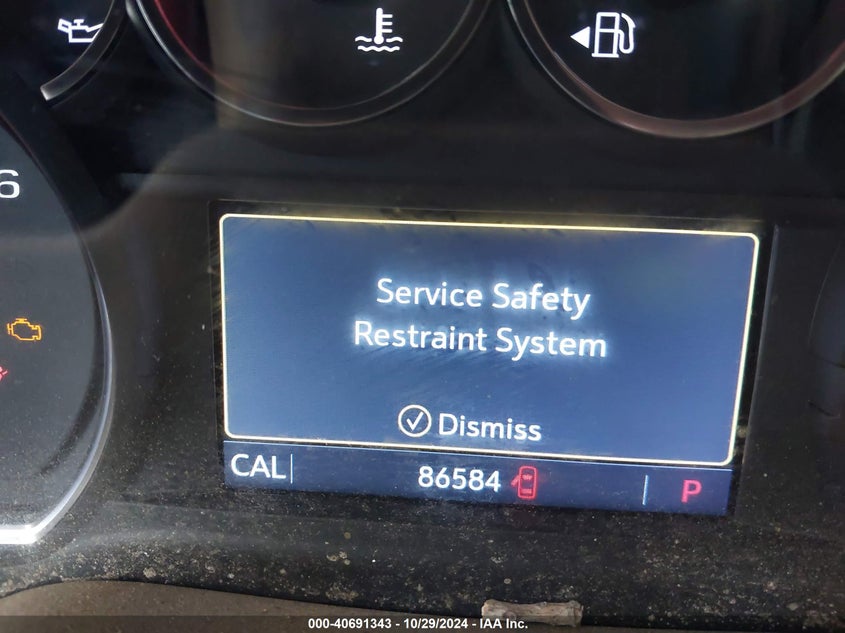 6
Service Safety
Restraint System
Dismiss
CAL 86584 P
000-40691343 - 10/29/2024 - IAA Inc.